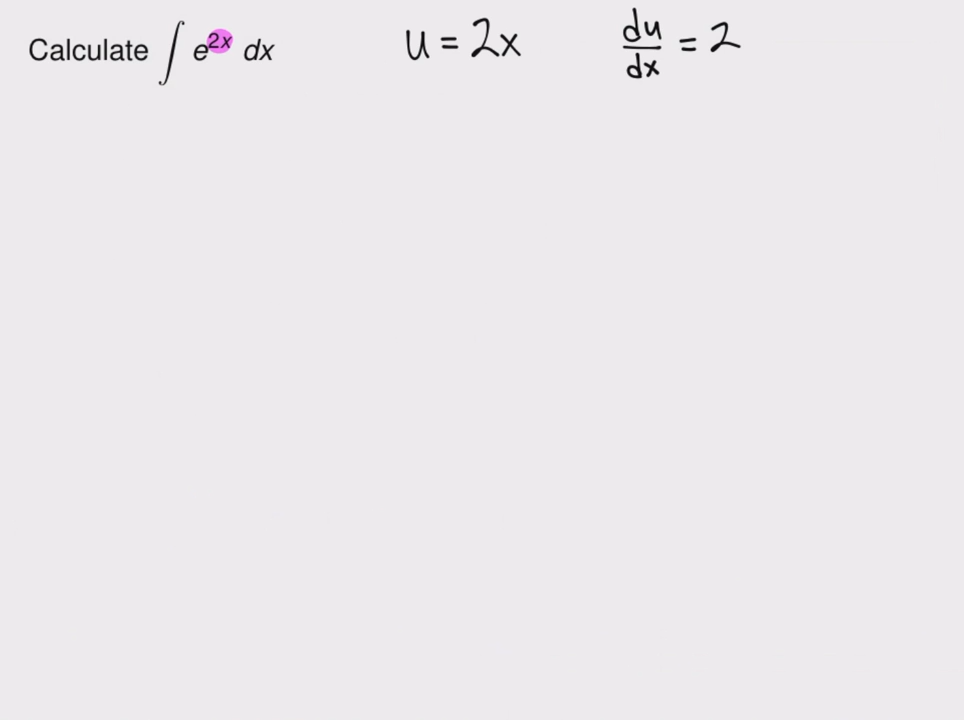 Calculate ∫ e^{2x} dx    u = 2x    du/dx = 2